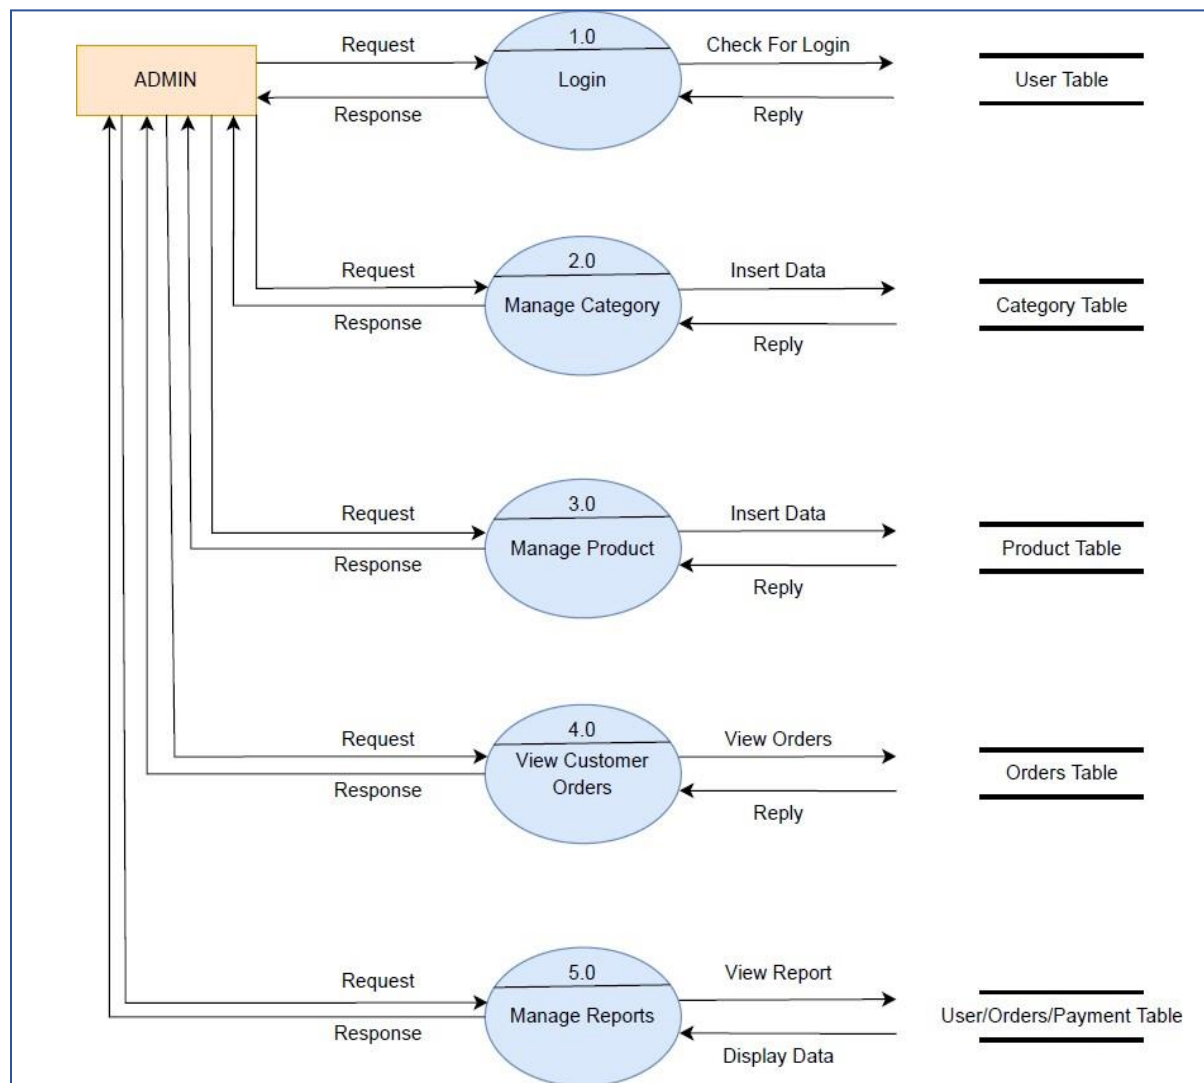 1.0
Request
Check For Login
ADMIN
Login
User Table
Response
Reply
2.0
Request
Insert Data
Manage Category
Category Table
Response
Reply
3.0
Request
Insert Data
Manage Product
Product Table
Response
Reply
4.0
Request
View Orders
View Customer
Orders
Orders Table
Response
Reply
5.0
Request
View Report
Manage Reports
User/Orders/Payment Table
Response
Display Data